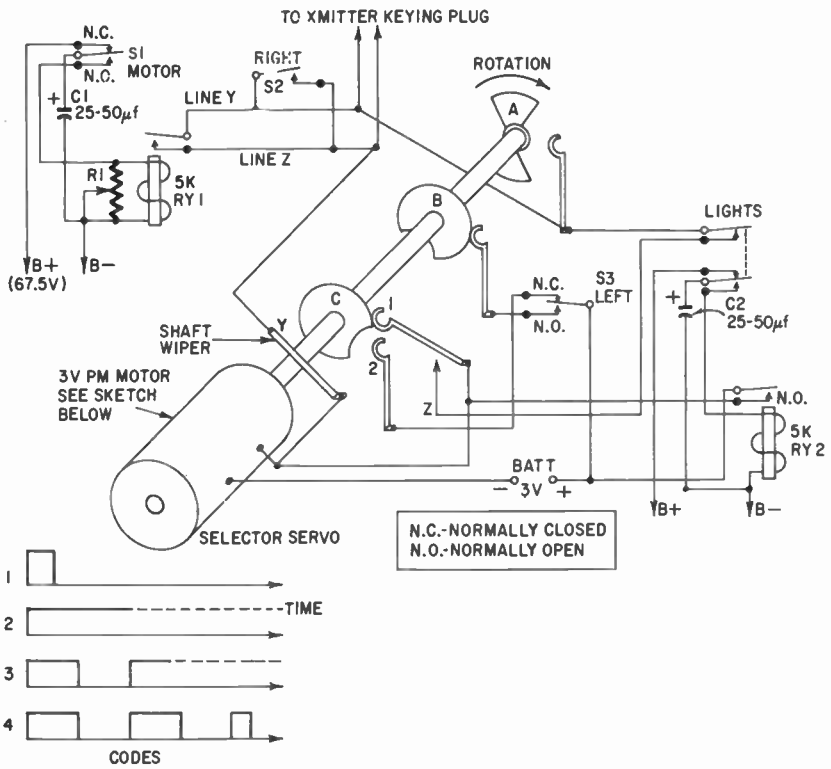 TO XMITTER KEYING PLUG
N.C.
S1
MOTOR
N.O.
+
C1
25-50µf
RIGHT
S2
LINE Y
LINE Z
ROTATION
A
R1
5K
RY 1
B
LIGHTS
B+
(67.5V)
B-
C
1
2
N.C.
S3
LEFT
N.O.
+
C2
25-50µf
Y
SHAFT
WIPER
3V PM MOTOR
SEE SKETCH
BELOW
Z
N.O.
5K
RY 2
BATT
- 3V +
B+
B-
SELECTOR SERVO
N.C.-NORMALLY CLOSED
N.O.-NORMALLY OPEN
1
2
TIME
3
4
CODES